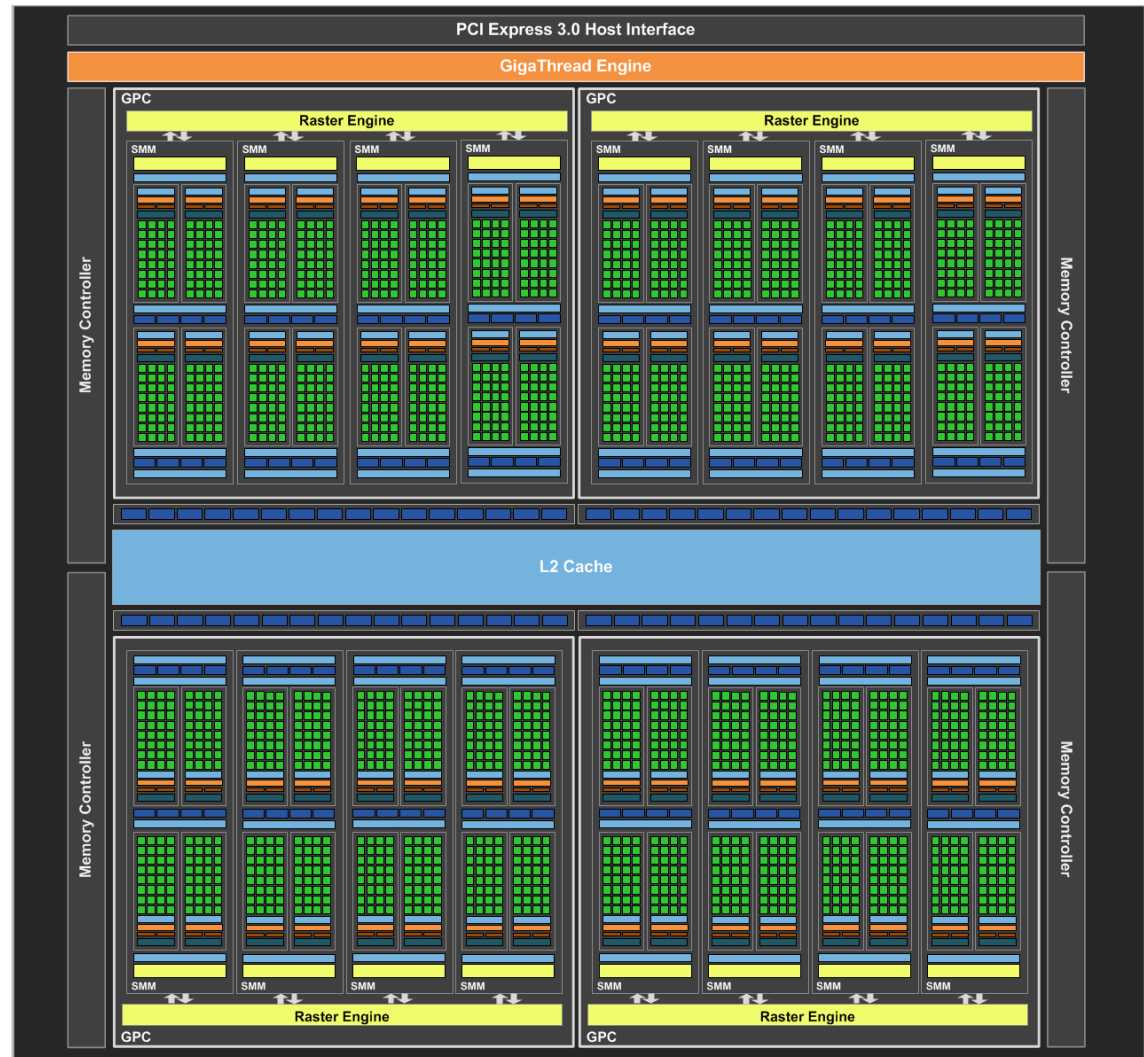 PCI Express 3.0 Host Interface
GigaThread Engine
GPC
GPC
Raster Engine
Raster Engine
SMM
SMM
SMM
SMM
SMM
SMM
SMM
SMM
Memory Controller
Memory Controller
L2 Cache
Memory Controller
Memory Controller
SMM
SMM
SMM
SMM
SMM
SMM
SMM
SMM
Raster Engine
Raster Engine
GPC
GPC